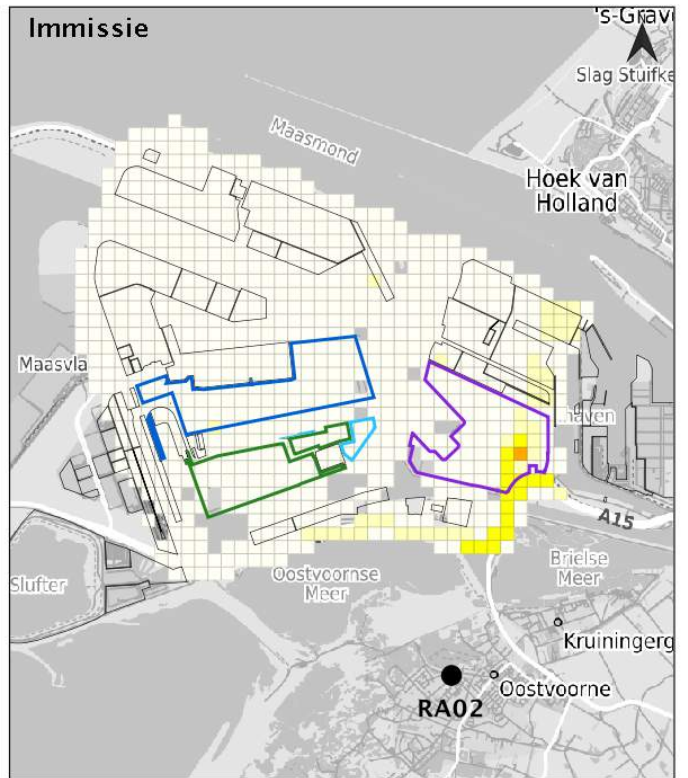 Immissie
's-Grav
Slag Stuifke
Maasmond
Hoek van
Holland
Maasvla
haven
A15
Slufter
Oostvoornse
Meer
Brielse
Meer
Kruiningerg
Oostvoorne
RA02